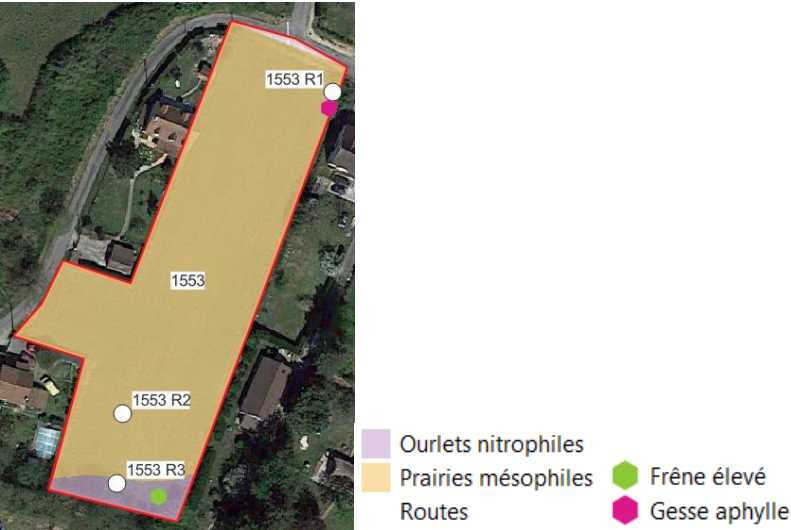 1553 R1
1553
1553 R2
1553 R3
Ourlets nitrophiles
Prairies mésophiles
Routes
Frêne élevé
Gesse aphylle